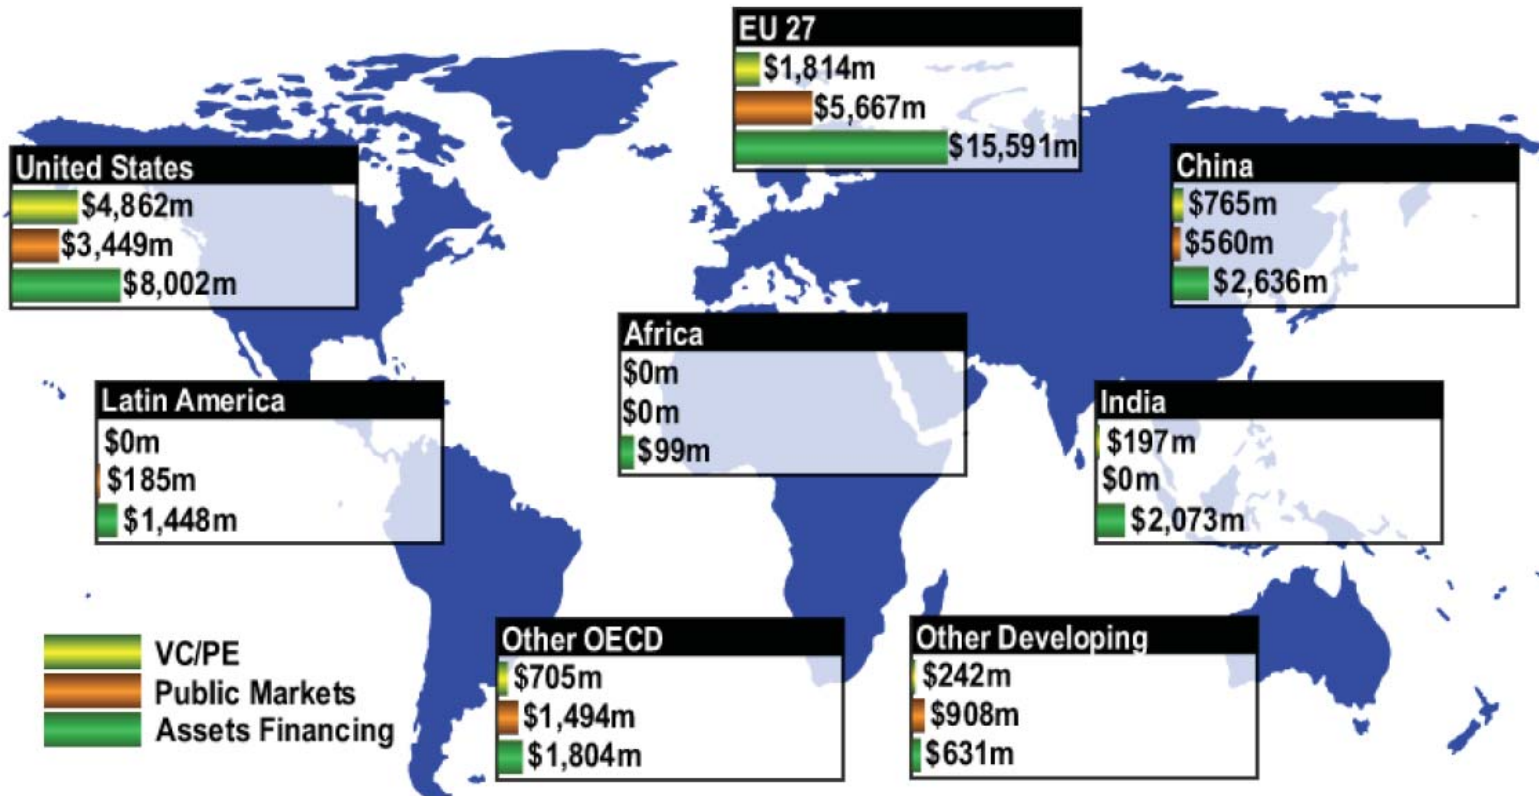 EU 27
$1,814m
$5,667m
$15,591m
United States
$4,862m
$3,449m
$8,002m
China
$765m
$560m
$2,636m
Africa
$0m
$0m
$99m
Latin America
$0m
$185m
$1,448m
India
$197m
$0m
$2,073m
Other OECD
$705m
$1,494m
$1,804m
Other Developing
$242m
$908m
$631m
VC/PE
Public Markets
Assets Financing